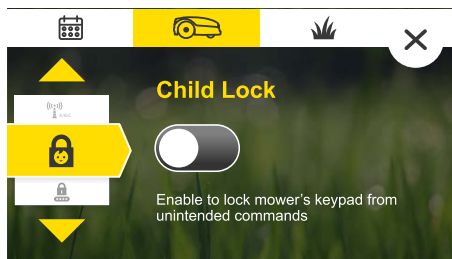 Child Lock
Enable to lock mower's keypad from
unintended commands